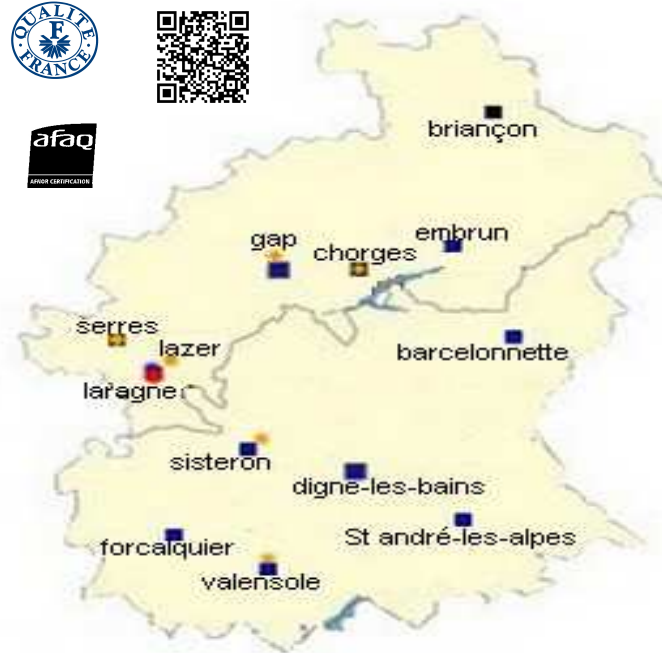 QUALITE
F
FRANCE
afaq
AFNOR CERTIFICATION
briançon
embrun
gap
chorges
serres
lazer
barcelonnette
laragne
sisteron
digne-les-bains
St andré-les-alpes
forcalquier
valensole